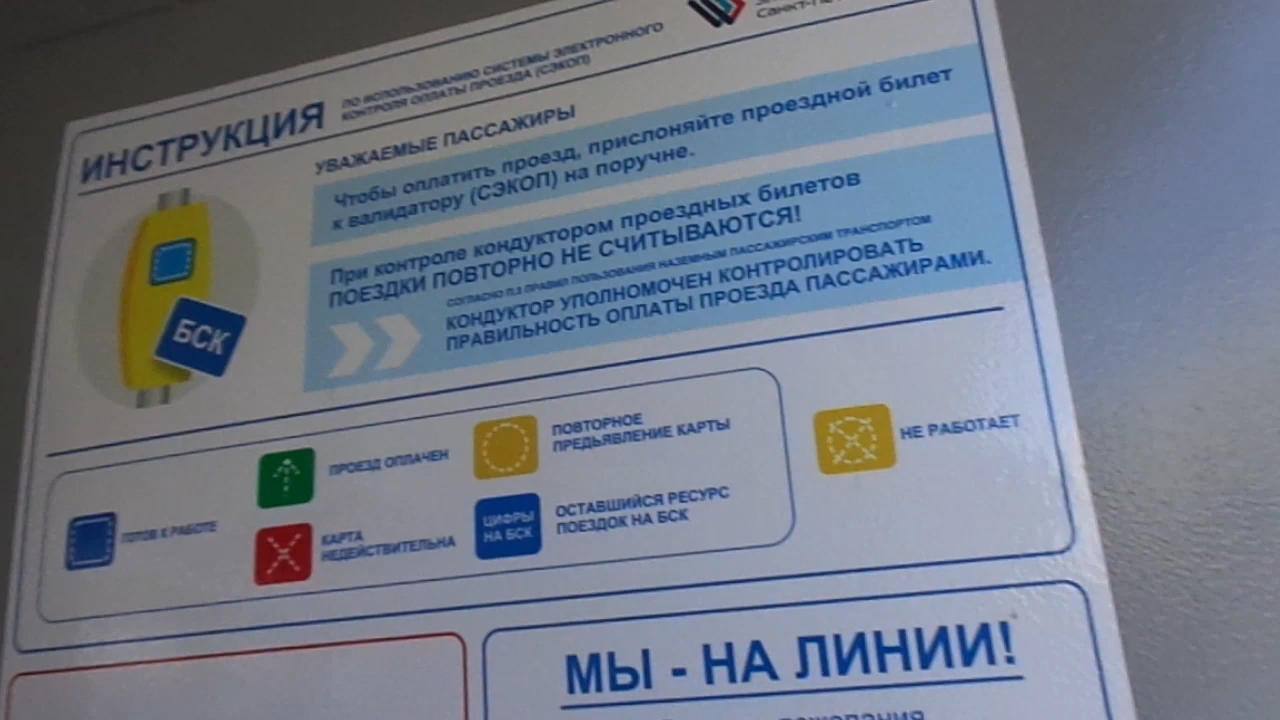 Санкт-Пе
ИНСТРУКЦИЯ
ПО ИСПОЛЬЗОВАНИЮ СИСТЕМЫ ЭЛЕКТРОННОГО
КОНТРОЛЯ ОПЛАТЫ ПРОЕЗДА (СЭКОП)
УВАЖАЕМЫЕ ПАССАЖИРЫ
Чтобы оплатить проезд, прислоняйте проездной билет
к валидатору (СЭКОП) на поручне.
При контроле кондуктором проездных билетов
ПОЕЗДКИ ПОВТОРНО НЕ СЧИТЫВАЮТСЯ!
СОГЛАСНО П.3 ПРАВИЛ ПОЛЬЗОВАНИЯ НАЗЕМНЫМ ПАССАЖИРСКИМ ТРАНСПОРТОМ
КОНДУКТОР УПОЛНОМОЧЕН КОНТРОЛИРОВАТЬ
ПРАВИЛЬНОСТЬ ОПЛАТЫ ПРОЕЗДА ПАССАЖИРАМИ.
БСК
ГОТОВ К РАБОТЕ
ПРОЕЗД ОПЛАЧЕН
КАРТА
НЕДЕЙСТВИТЕЛЬНА
ПОВТОРНОЕ
ПРЕДЬЯВЛЕНИЕ КАРТЫ
ЦИФРЫ
НА БСК
ОСТАВШИЙСЯ РЕСУРС
ПОЕЗДОК НА БСК
НЕ РАБОТАЕТ
МЫ - НА ЛИНИИ!